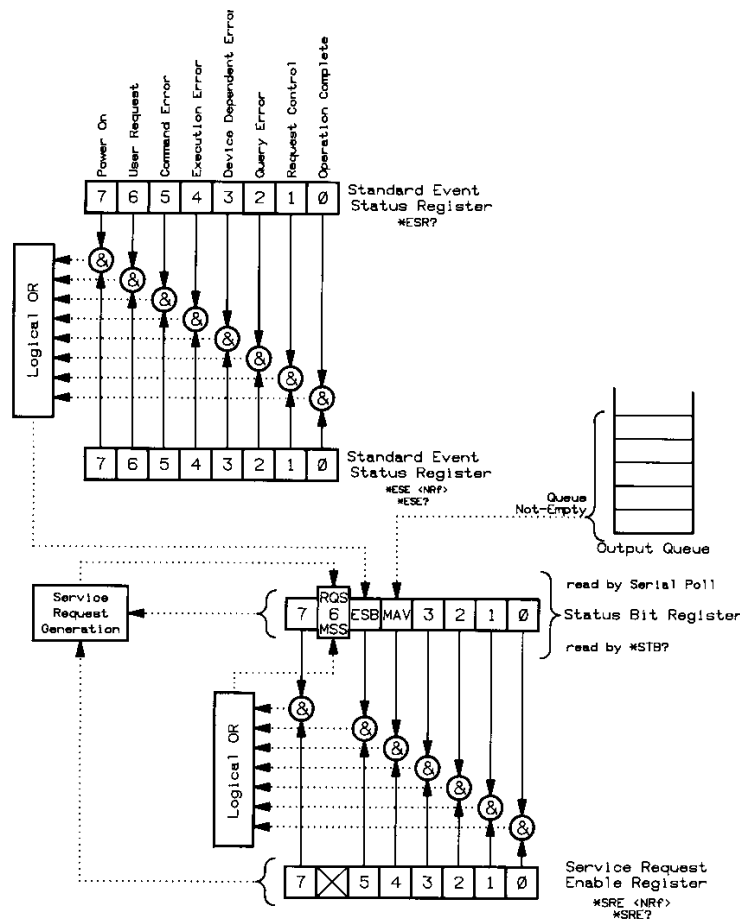 Power On
User Request
Command Error
Execution Error
Device Dependent Error
Query Error
Request Control
Operation Complete
7 6 5 4 3 2 1 0
Standard Event
Status Register
*ESR?
& & & & & & & &
Logical OR
7 6 5 4 3 2 1 0
Standard Event
Status Register
*ESE <NRf>
*ESE?
Queue
Not-Empty
Output Queue
Service
Request
Generation
7 RQS 6 MSS ESB MAV 3 2 1 0
read by Serial Poll
Status Bit Register
read by *STB?
& & & & & & &
Logical OR
7 5 4 3 2 1 0
Service Request
Enable Register
*SRE <NRf>
*SRE?